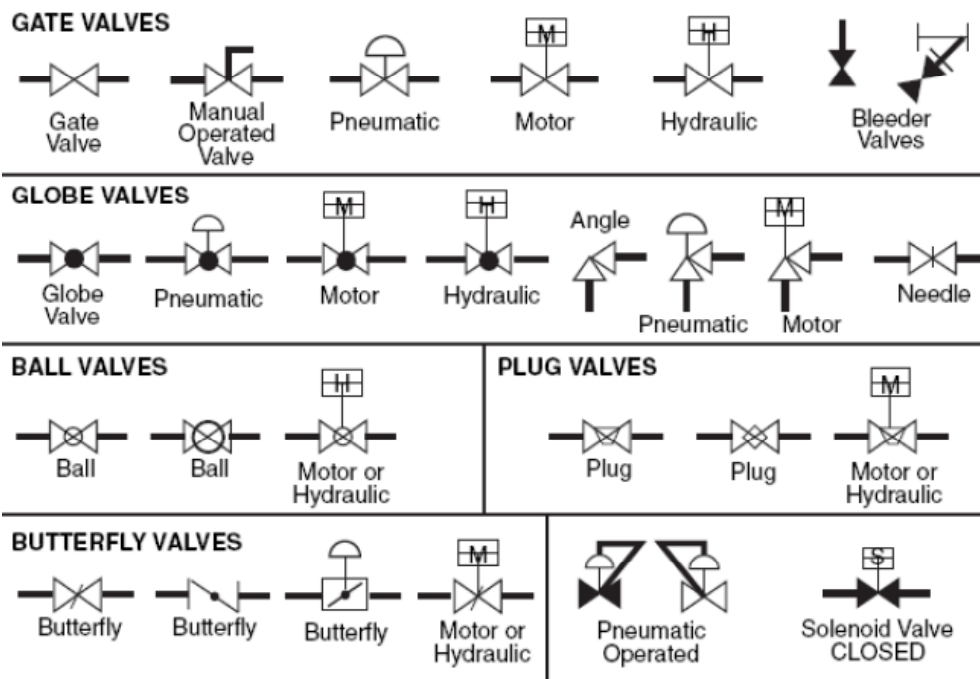 GATE VALVES
M
H
Gate
Valve
Manual
Operated
Valve
Pneumatic
Motor
Hydraulic
Bleeder
Valves
GLOBE VALVES
M
H
Angle
M
Globe
Valve
Pneumatic
Motor
Hydraulic
Pneumatic
Motor
Needle
BALL VALVES
H
Ball
Ball
Motor or
Hydraulic
PLUG VALVES
M
Plug
Plug
Motor or
Hydraulic
BUTTERFLY VALVES
M
Butterfly
Butterfly
Butterfly
Motor or
Hydraulic
Pneumatic
Operated
S
Solenoid Valve
CLOSED